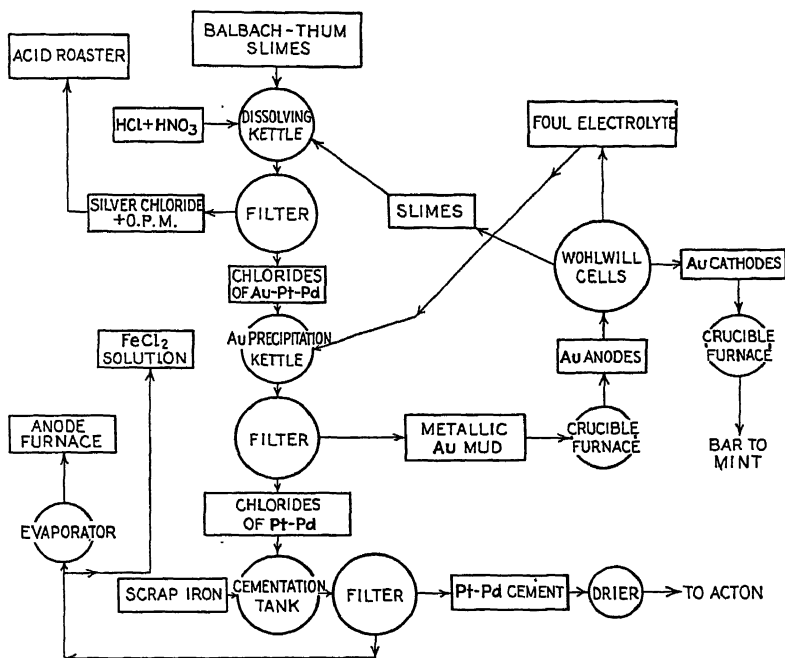 BALBACH-THUM
SLIMES
ACID ROASTER
HCl+HNO3
DISSOLVING
KETTLE
FOUL ELECTROLYTE
SILVER CHLORIDE
+O.P.M.
FILTER
SLIMES
CHLORIDES
OF Au-Pt-Pd
WOHLWILL
CELLS
Au CATHODES
FeCl2
SOLUTION
Au PRECIPITATION
KETTLE
Au ANODES
CRUCIBLE
FURNACE
ANODE
FURNACE
FILTER
METALLIC
Au MUD
CRUCIBLE
FURNACE
BAR TO
MINT
CHLORIDES
OF Pt-Pd
EVAPORATOR
SCRAP IRON
CEMENTATION
TANK
FILTER
Pt-Pd CEMENT
DRIER
TO ACTON